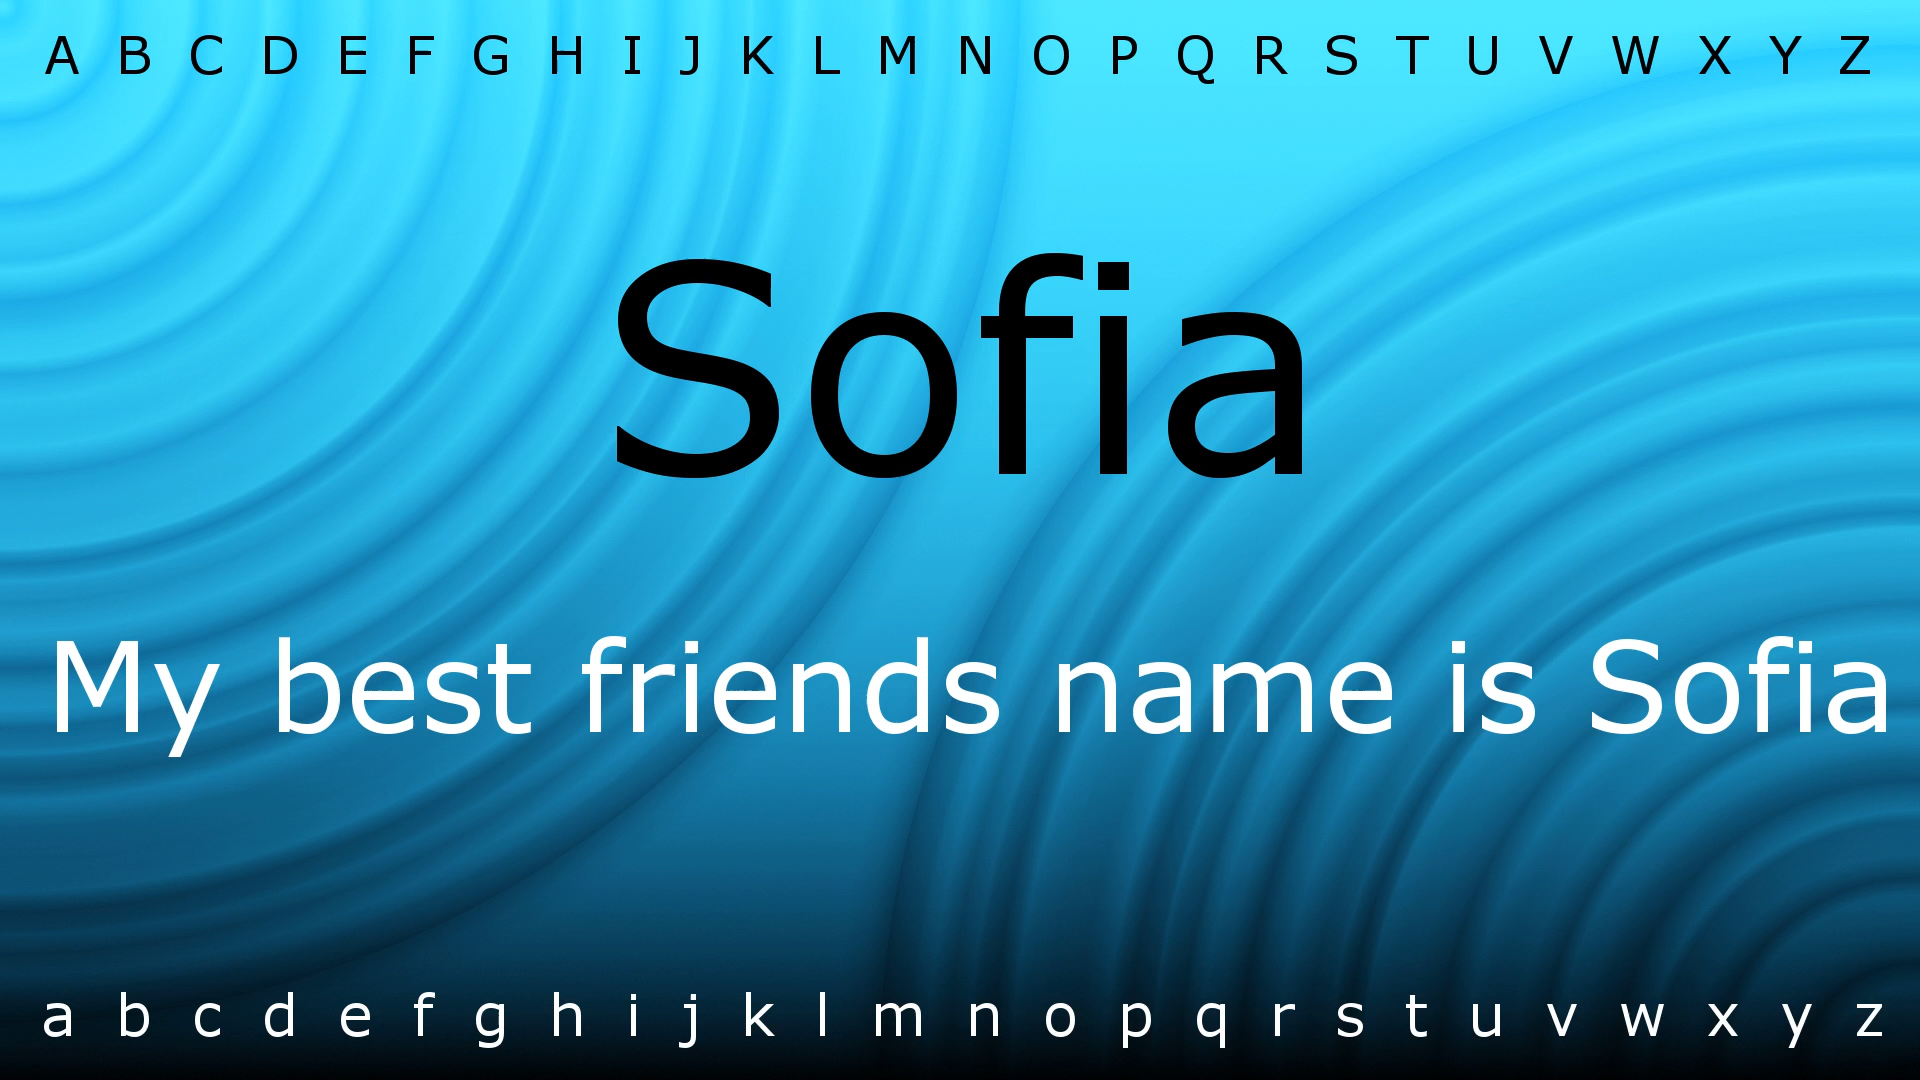 A B C D E F G H I J K L M N O P Q R S T U V W X Y Z
Sofia
My best friends name is Sofia
a b c d e f g h i j k l m n o p q r s t u v w x y z